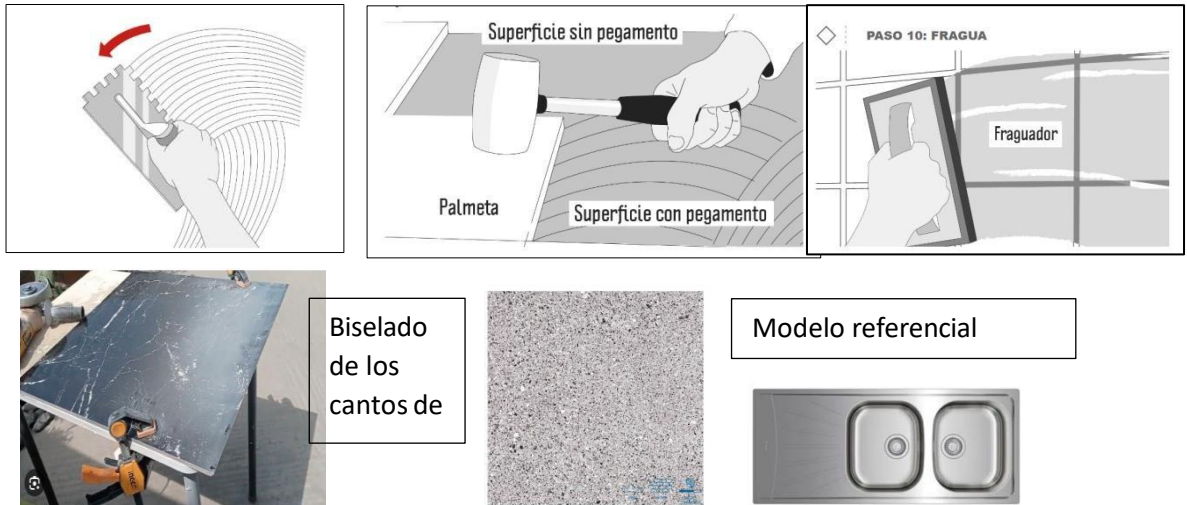 Superficie sin pegamento
Palmeta
Superficie con pegamento
PASO 10: FRAGUA
Fraguador
Biselado
de los
cantos de
Modelo referencial